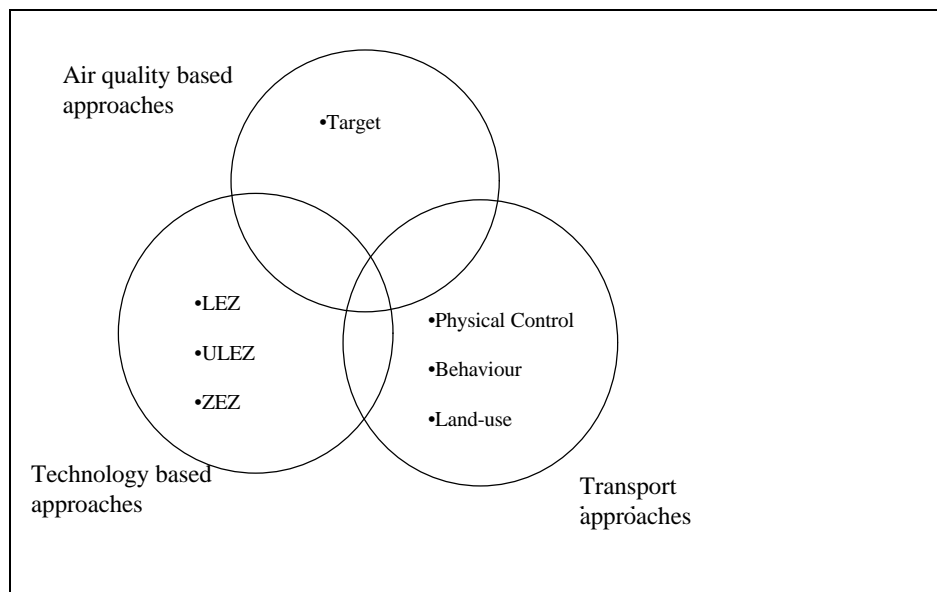 Air quality based
approaches
•Target
•LEZ
•ULEZ
•ZEZ
•Physical Control
•Behaviour
•Land-use
Technology based
approaches
Transport
approaches